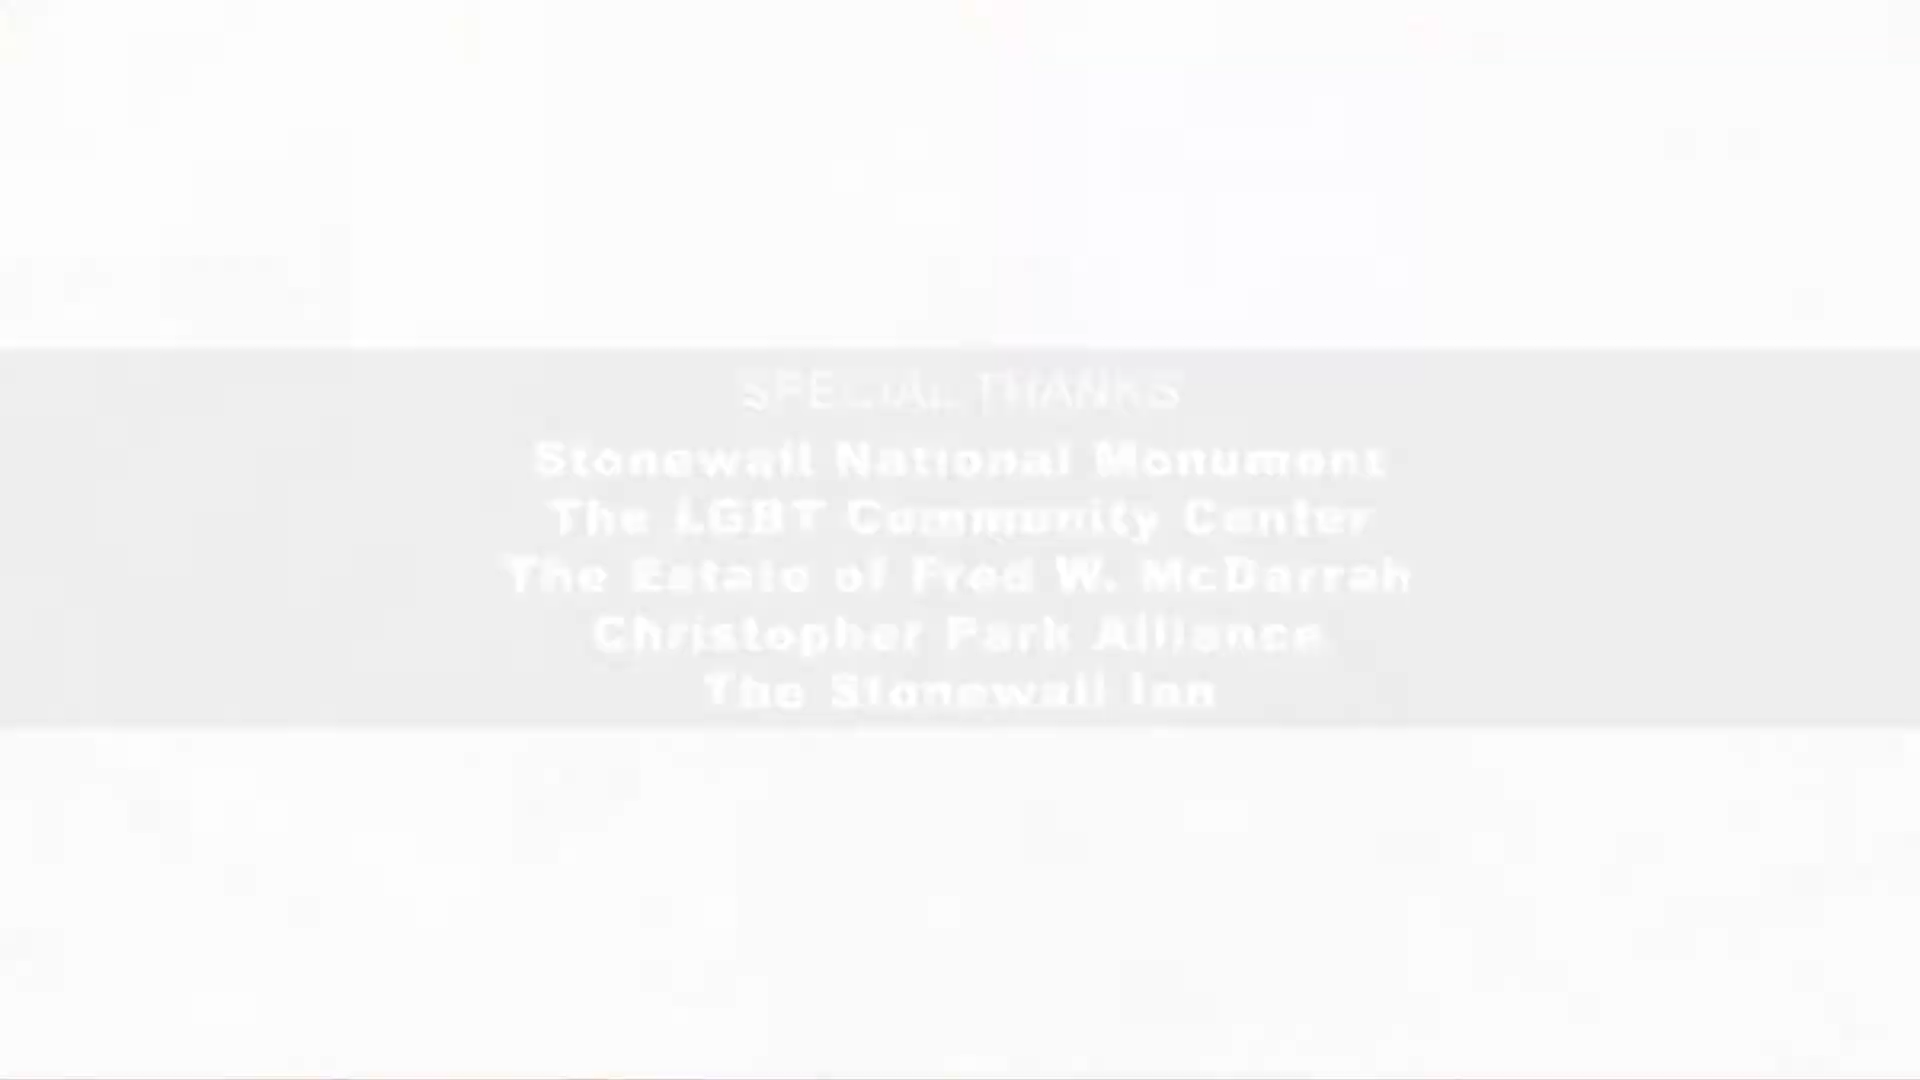 SPECIAL THANKS
Stonewall National Monument
The LGBT Community Center
The Estate of Fred W. McDarrah
Christopher Park Alliance
The Stonewall Inn